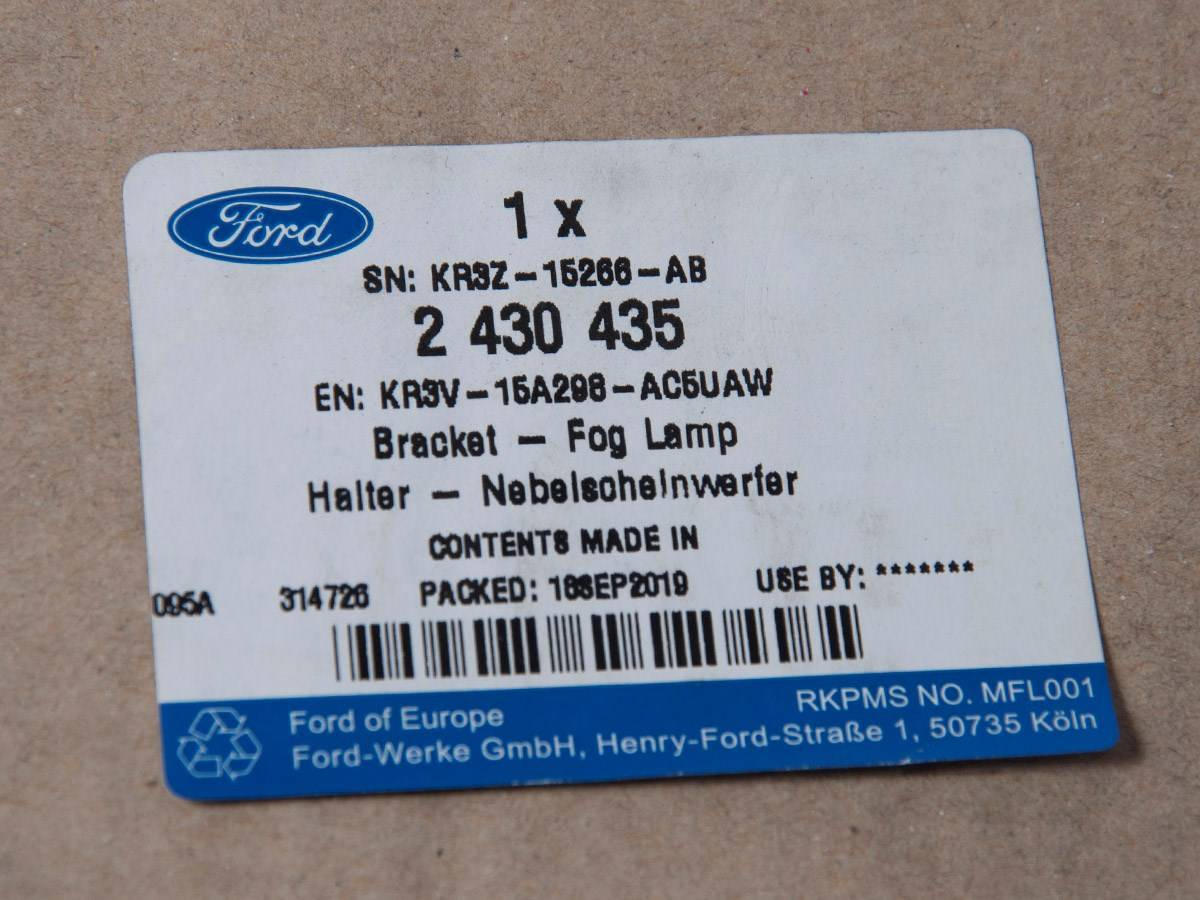 Ford
1 x
SN: KR3Z-15266-AB
2 430 435
EN: KR3V-15A298-AC5UAW
Bracket - Fog Lamp
Halter - Nebelscheinwerfer
CONTENTS MADE IN
095A 314726 PACKED: 16SEP2019 USE BY: *******
RKPMS NO. MFL001
Ford of Europe
Ford-Werke GmbH, Henry-Ford-Straße 1, 50735 Köln